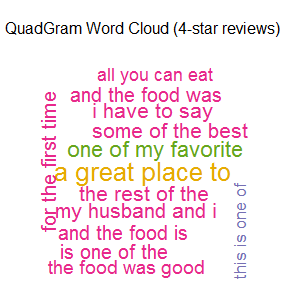 QuadGram Word Cloud (4-star reviews)
all you can eat
and the food was
i have to say
some of the best
one of my favorite
a great place to
the rest of the
my husband and i
and the food is
is one of the
the food was good
for the first time
this is one of